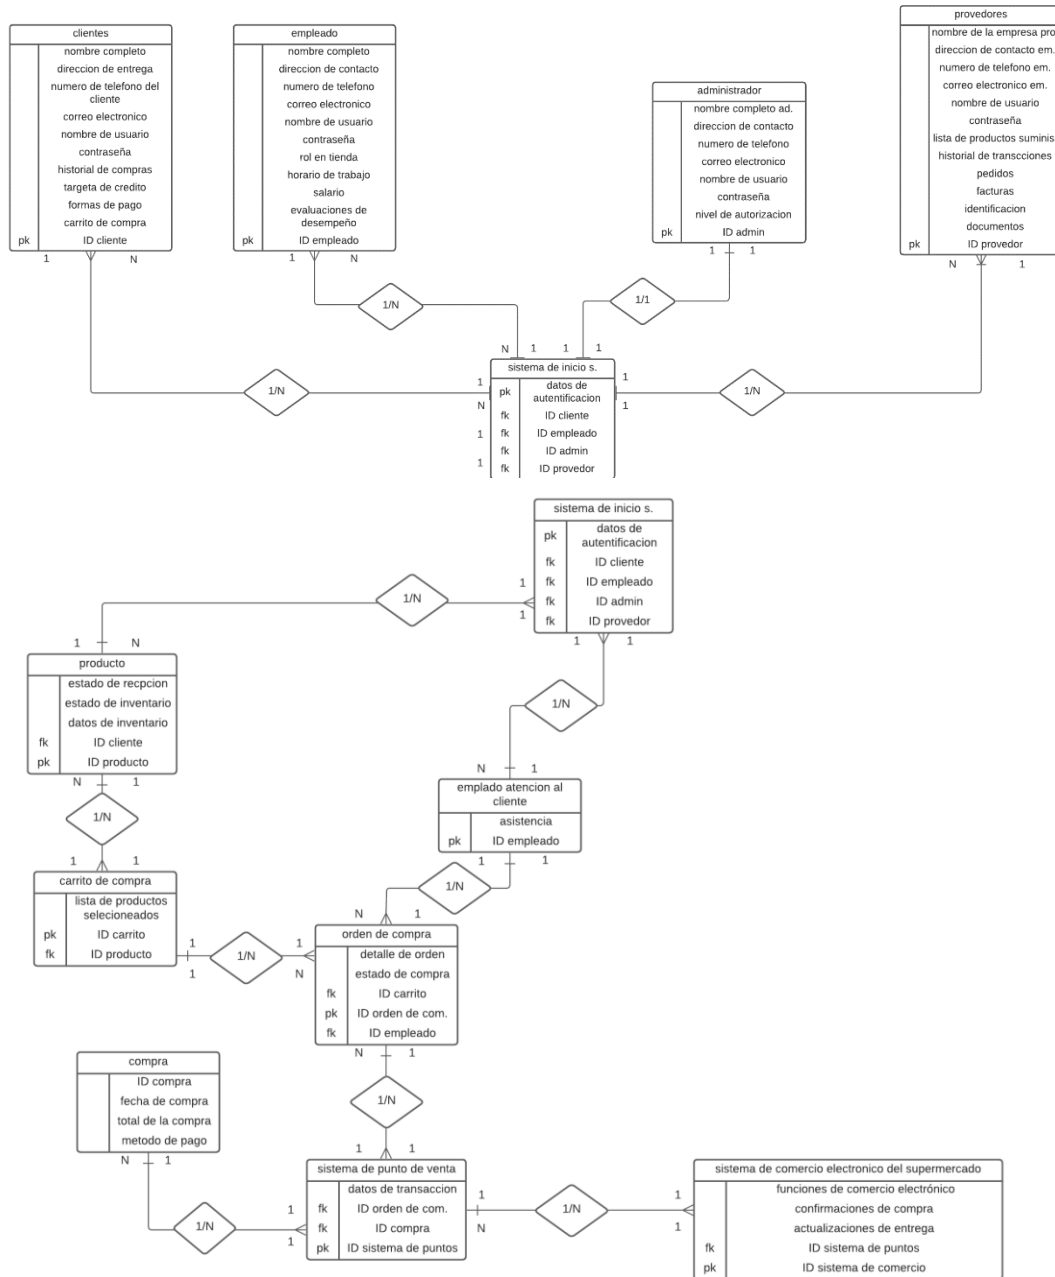 clientes
nombre completo
direccion de entrega
numero de telefono del
cliente
correo electronico
nombre de usuario
contraseña
historial de compras
targeta de credito
formas de pago
carrito de compra
pk ID cliente
1 N
empleado
nombre completo
direccion de contacto
numero de telefono
correo electronico
nombre de usuario
contraseña
rol en tienda
horario de trabajo
salario
evaluaciones de
desempeño
pk ID empleado
1 N
administrador
nombre completo ad.
direccion de contacto
numero de telefono
correo electronico
nombre de usuario
contraseña
nivel de autorizacion
pk ID admin
1 1
provedores
nombre de la empresa pro
direccion de contacto em.
numero de telefono em.
correo electronico em.
nombre de usuario
contraseña
lista de productos suminis
historial de transcciones
pedidos
facturas
identificacion
documentos
pk ID provedor
N 1
1/N
1/1
N 1 1 1
1/N
1/N
1
N
1
1
sistema de inicio s.
pk datos de
autentificacion
fk ID cliente
fk ID empleado
fk ID admin
fk ID provedor
1
1
sistema de inicio s.
pk datos de
autentificacion
fk ID cliente
fk ID empleado
fk ID admin
fk ID provedor
1
1
1 1
1/N
1 N
producto
estado de recpcion
estado de inventario
datos de inventario
fk ID cliente
pk ID producto
N 1
1/N
N 1
emplado atencion al
cliente
asistencia
pk ID empleado
1 1
1/N
1 1
carrito de compra
lista de productos
selecioneados
pk ID carrito
fk ID producto
1
1
1/N
1
N
1/N
N 1
orden de compra
detalle de orden
estado de compra
fk ID carrito
pk ID orden de com.
fk ID empleado
N 1
compra
ID compra
fecha de compra
total de la compra
metodo de pago
N 1
1/N
1 1
sistema de punto de venta
datos de transaccion
fk ID orden de com.
fk ID compra
pk ID sistema de puntos
1/N
1
1
1
N
1/N
1
1
sistema de comercio electronico del supermercado
funciones de comercio electrónico
confirmaciones de compra
actualizaciones de entrega
fk ID sistema de puntos
pk ID sistema de comercio